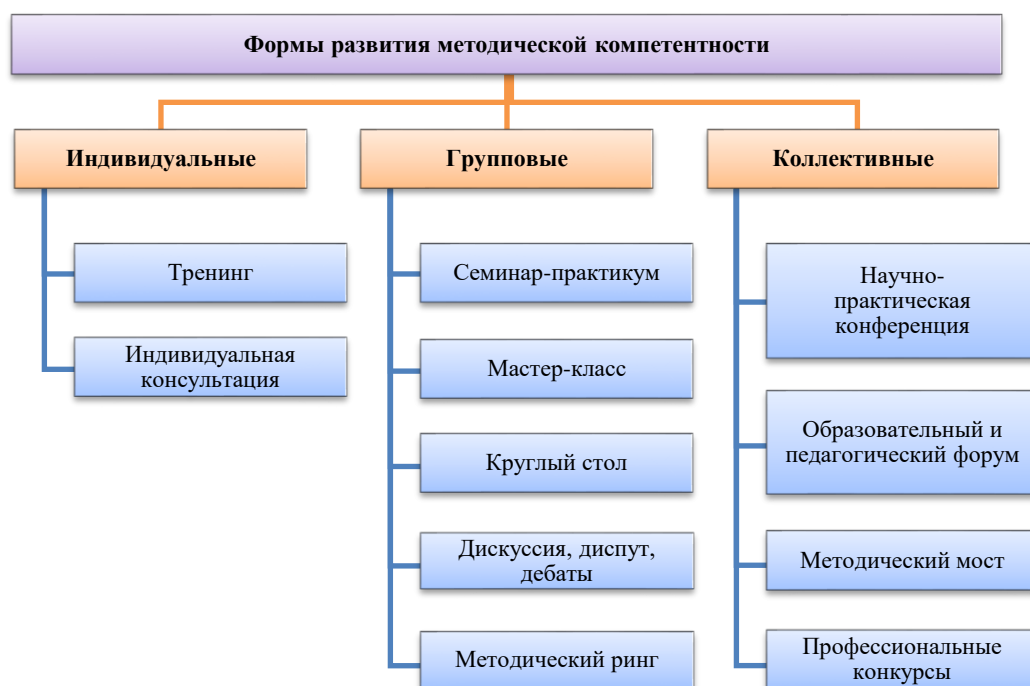 Формы развития методической компетентности
Индивидуальные
Групповые
Коллективные
Тренинг
Индивидуальная
консультация
Семинар-практикум
Мастер-класс
Круглый стол
Дискуссия, диспут,
дебаты
Методический ринг
Научно-
практическая
конференция
Образовательный и
педагогический форум
Методический мост
Профессиональные
конкурсы